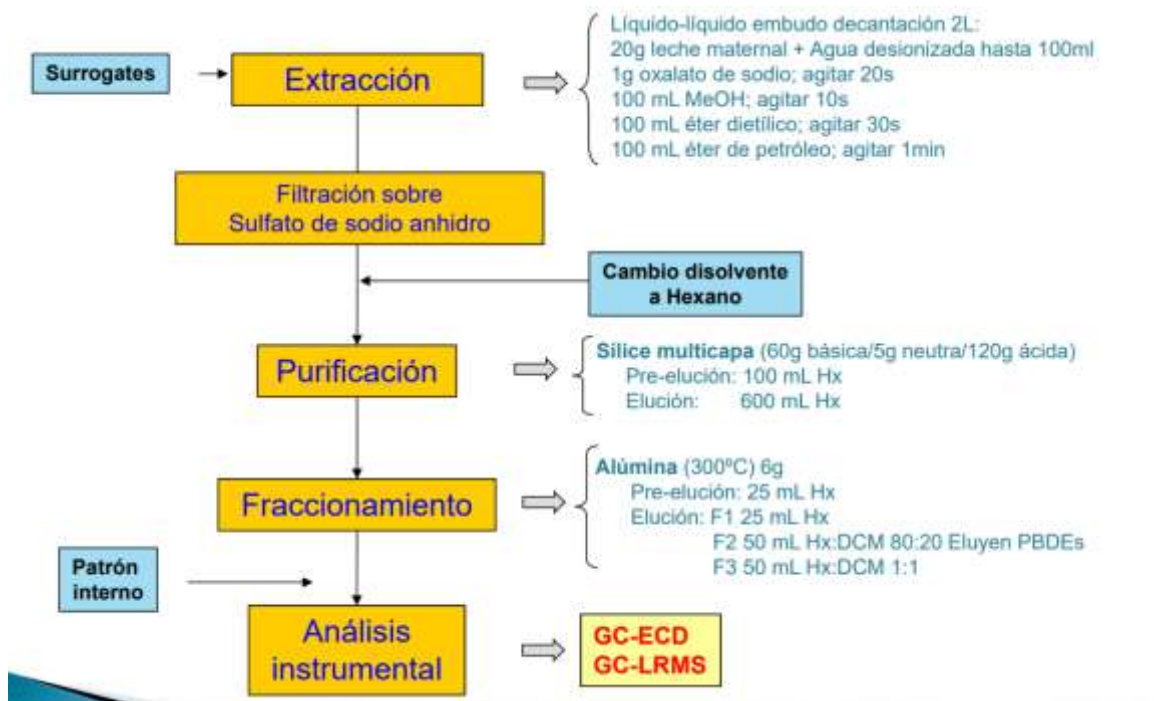 Surrogates
Extracción
Líquido-líquido embudo decantación 2L:
20g leche maternal + Agua desionizada hasta 100ml
1g oxalato de sodio; agitar 20s
100 mL MeOH; agitar 10s
100 mL éter dietílico; agitar 30s
100 mL éter de petróleo; agitar 1min
Filtración sobre
Sulfato de sodio anhidro
Cambio disolvente
a Hexano
Purificación
Sílice multicapa (60g básica/5g neutra/120g ácida)
Pre-elución: 100 mL Hx
Elución: 600 mL Hx
Fraccionamiento
Alúmina (300ºC) 6g
Pre-elución: 25 mL Hx
Elución: F1 25 mL Hx
F2 50 mL Hx:DCM 80:20 Eluyen PBDEs
F3 50 mL Hx:DCM 1:1
Patrón
interno
Análisis
instrumental
GC-ECD
GC-LRMS